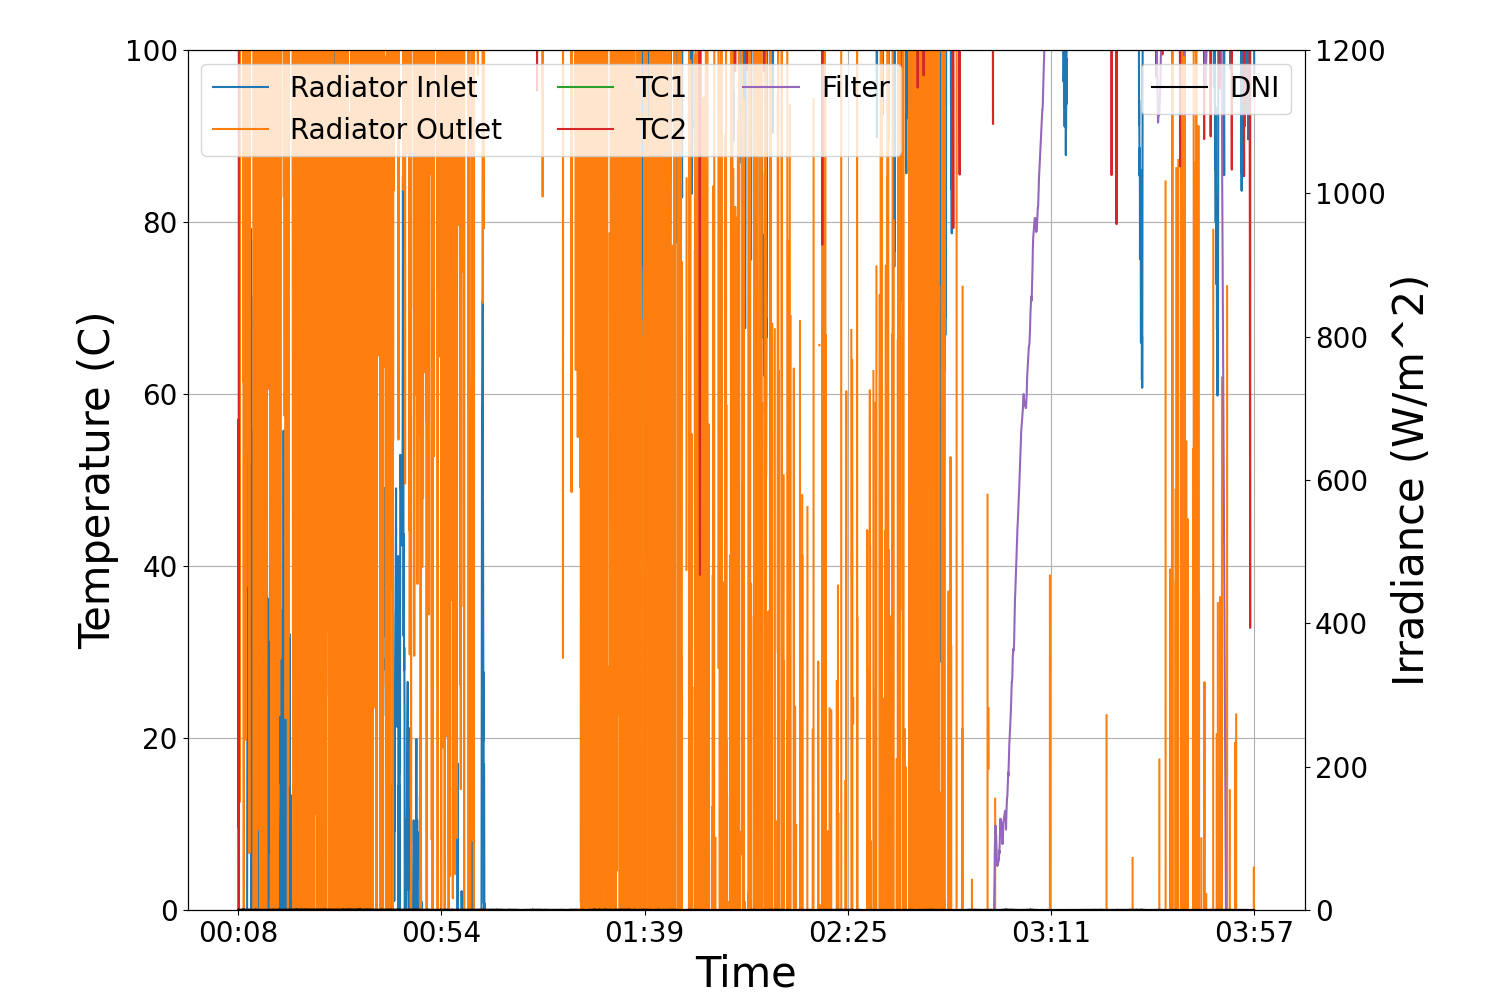 100
80
60
40
20
0
Temperature (C)
Radiator Inlet
Radiator Outlet
TC1
TC2
Filter
DNI
1200
1000
800
600
400
200
0
Irradiance (W/m^2)
00:08 00:54 01:39 02:25 03:11 03:57
Time